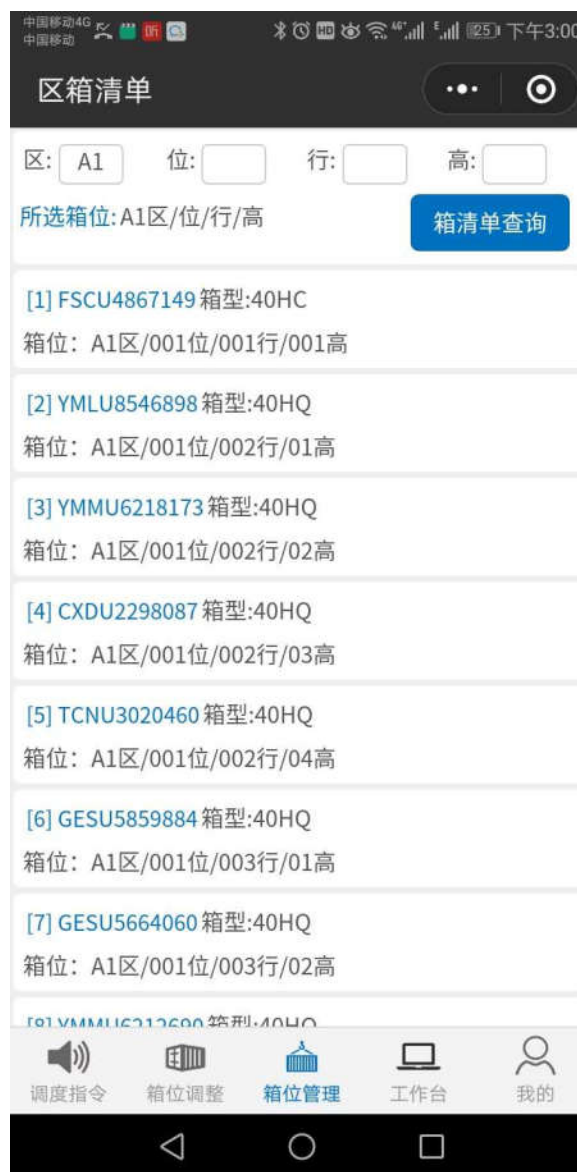 中国移动4G
中国移动
HD 46 25 下午3:00
区箱清单
区: A1 位: 行: 高:
所选箱位:A1区/位/行/高
箱清单查询
[1] FSCU4867149 箱型:40HC
箱位：A1区/001位/001行/001高
[2] YMLU8546898 箱型:40HQ
箱位：A1区/001位/002行/01高
[3] YMMU6218173 箱型:40HQ
箱位：A1区/001位/002行/02高
[4] CXDU2298087 箱型:40HQ
箱位：A1区/001位/002行/03高
[5] TCNU3020460 箱型:40HQ
箱位：A1区/001位/002行/04高
[6] GESU5859884 箱型:40HQ
箱位：A1区/001位/003行/01高
[7] GESU5664060 箱型:40HQ
箱位：A1区/001位/003行/02高
[8] YMMU6212690 箱型:40HQ
调度指令 箱位调整 箱位管理 工作台 我的